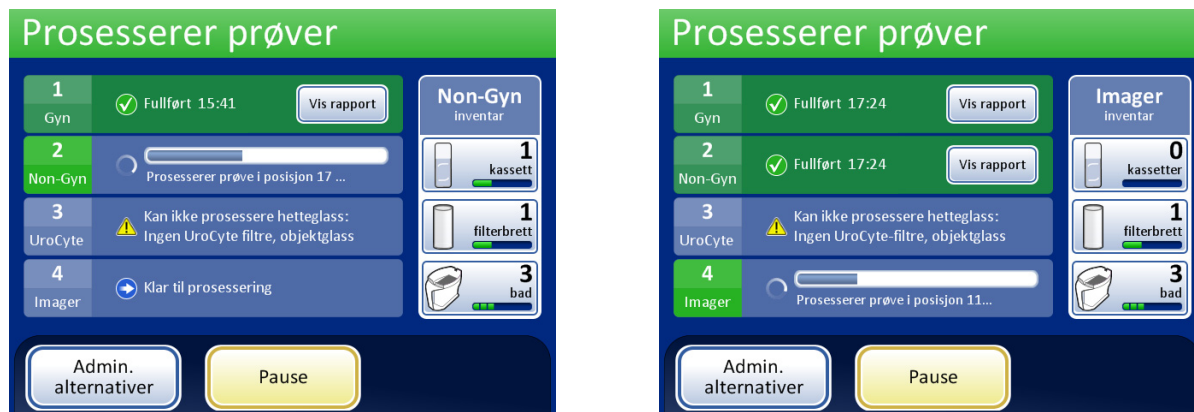 Prosesserer prøver
1
Gyn
Fullført 15:41
Vis rapport
2
Non-Gyn
Prosesserer prøve i posisjon 17 ...
3
UroCyte
Kan ikke prosessere hetteglass:
Ingen UroCyte filtre, objektglass
4
Imager
Klar til prosessering
Non-Gyn
inventar
1
kassett
1
filterbrett
3
bad
Admin.
alternativer
Pause
Prosesserer prøver
1
Gyn
Fullført 17:24
Vis rapport
2
Non-Gyn
Fullført 17:24
Vis rapport
3
UroCyte
Kan ikke prosessere hetteglass:
Ingen UroCyte-filtre, objektglass
4
Imager
Prosesserer prøve i posisjon 11...
Imager
inventar
0
kassetter
1
filterbrett
3
bad
Admin.
alternativer
Pause